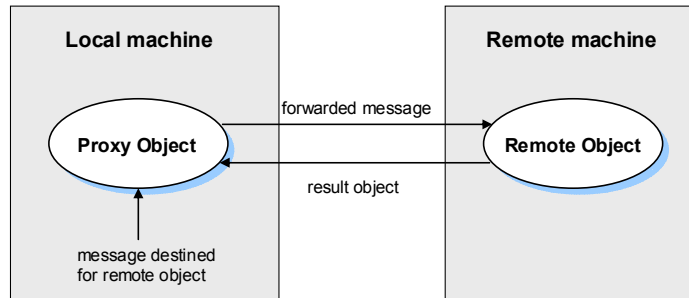 Local machine
Remote machine
forwarded message
Proxy Object
Remote Object
result object
message destined
for remote object